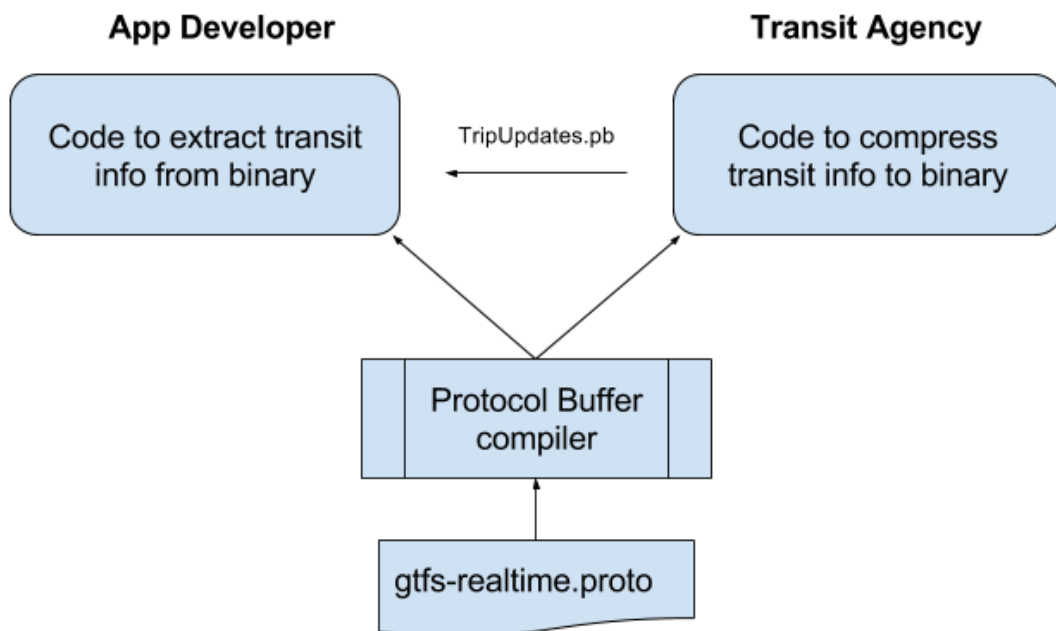 App Developer
Transit Agency
Code to extract transit
info from binary
TripUpdates.pb
Code to compress
transit info to binary
Protocol Buffer
compiler
gtfs-realtime.proto